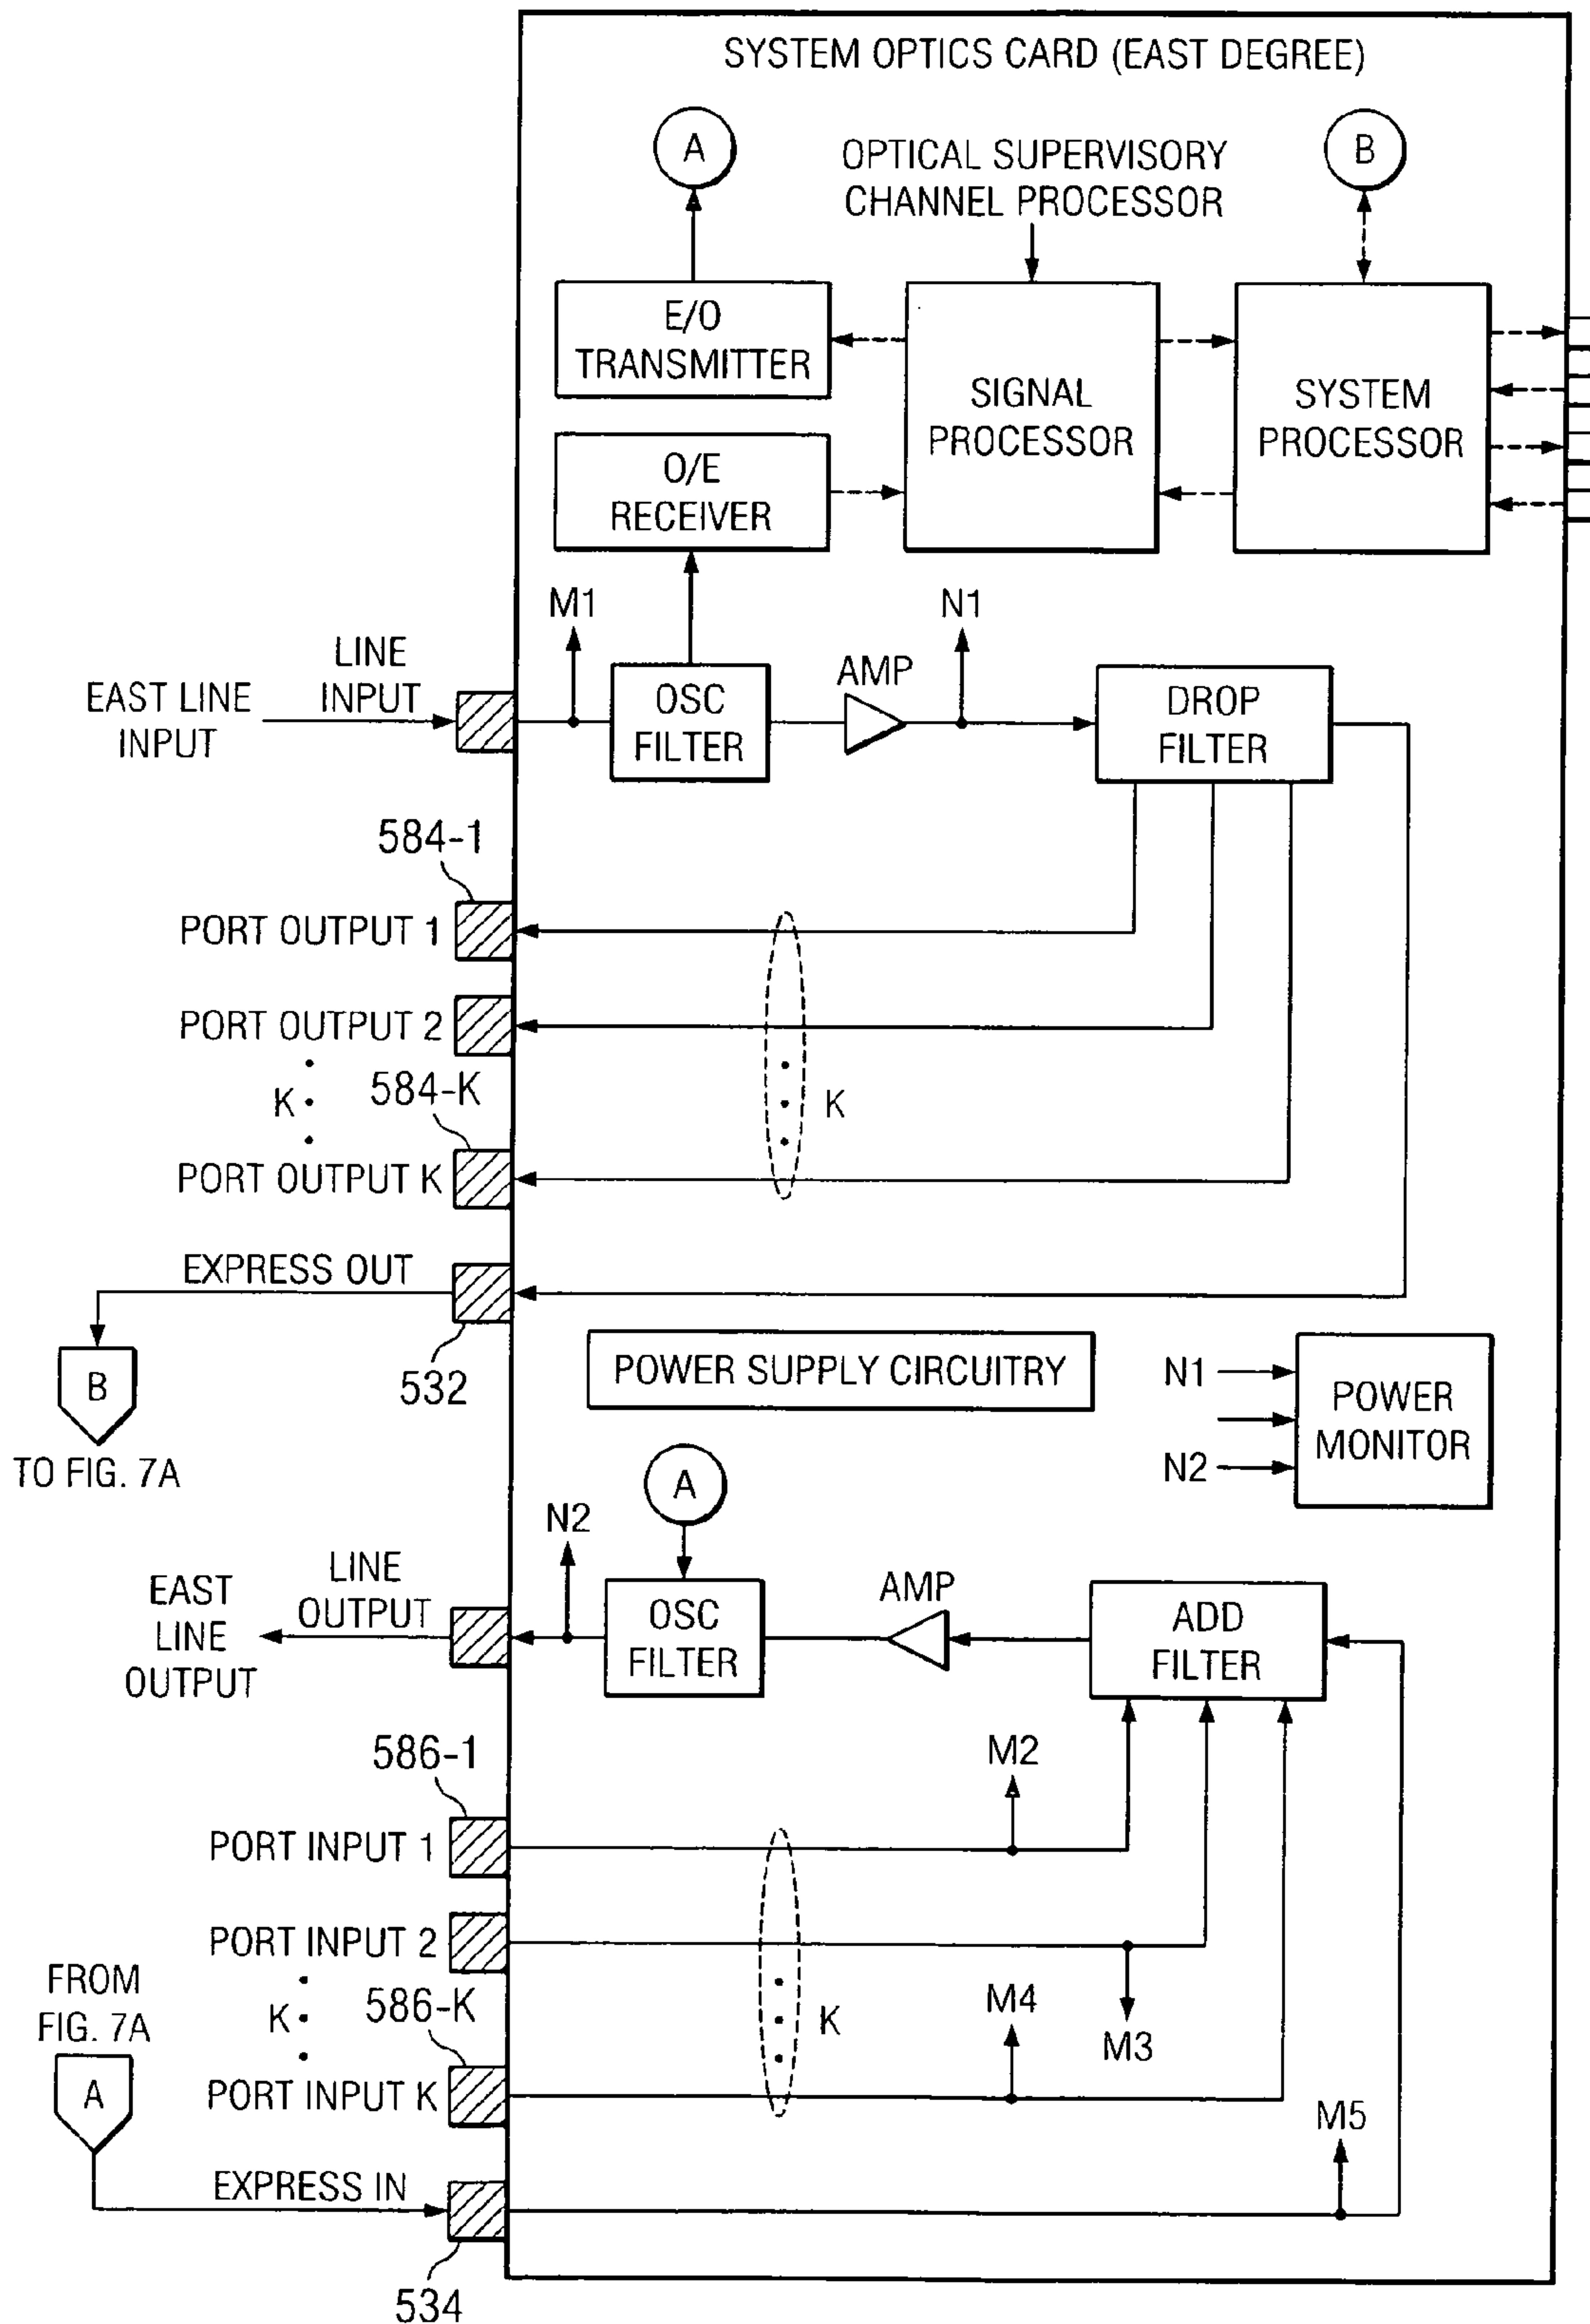 SYSTEM OPTICS CARD (EAST DEGREE)
A
OPTICAL SUPERVISORY
CHANNEL PROCESSOR
B
E/O
TRANSMITTER
SIGNAL
PROCESSOR
SYSTEM
PROCESSOR
O/E
RECEIVER
M1
N1
LINE
INPUT
EAST LINE
INPUT
OSC
FILTER
AMP
DROP
FILTER
584-1
PORT OUTPUT 1
PORT OUTPUT 2
K
584-K
K
PORT OUTPUT K
EXPRESS OUT
532
B
TO FIG. 7A
POWER SUPPLY CIRCUITRY
N1
N2
POWER
MONITOR
A
N2
LINE
OUTPUT
EAST
LINE
OUTPUT
OSC
FILTER
AMP
ADD
FILTER
586-1
M2
PORT INPUT 1
PORT INPUT 2
FROM
FIG. 7A
A
K
586-K
K
M4
M3
PORT INPUT K
M5
EXPRESS IN
534